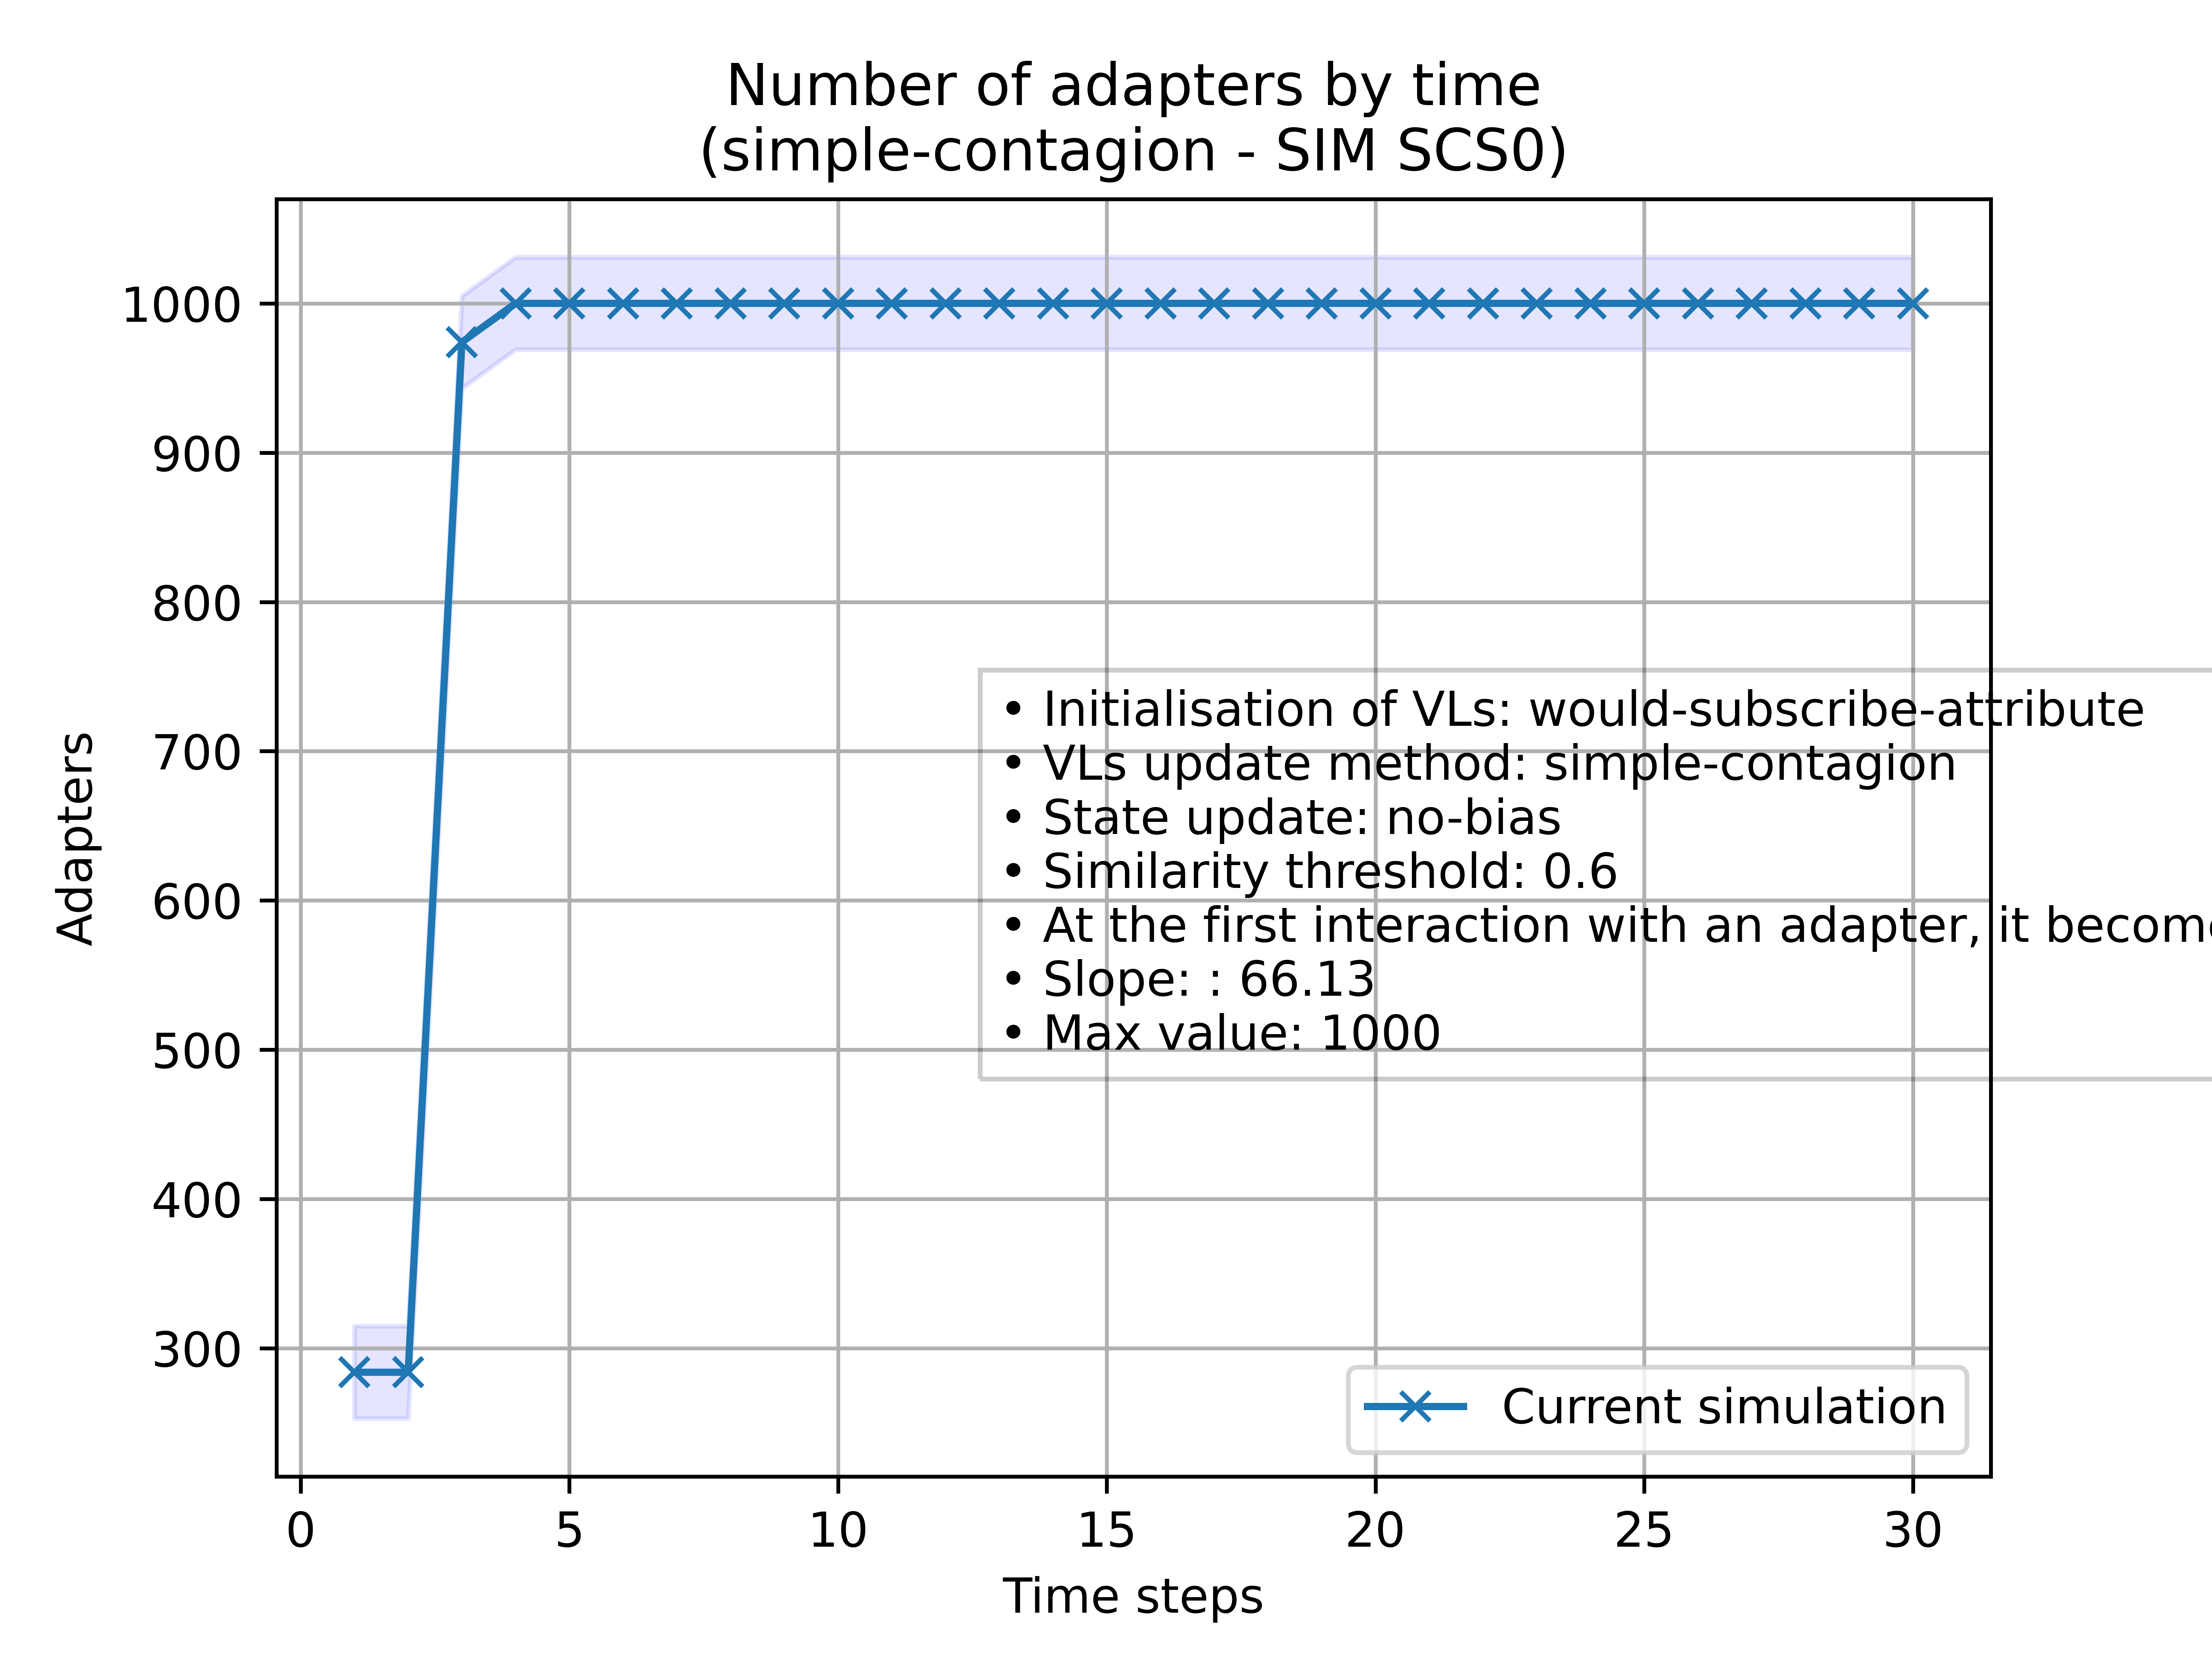 Number of adapters by time
(simple-contagion - SIM SCS0)
1000
900
800
700
600
500
400
300
Adapters
• Initialisation of VLs: would-subscribe-attribute
• VLs update method: simple-contagion
• State update: no-bias
• Similarity threshold: 0.6
• At the first interaction with an adapter, it
• Slope: : 66.13
• Max value: 1000
Current simulation
0 5 10 15 20 25 30
Time steps